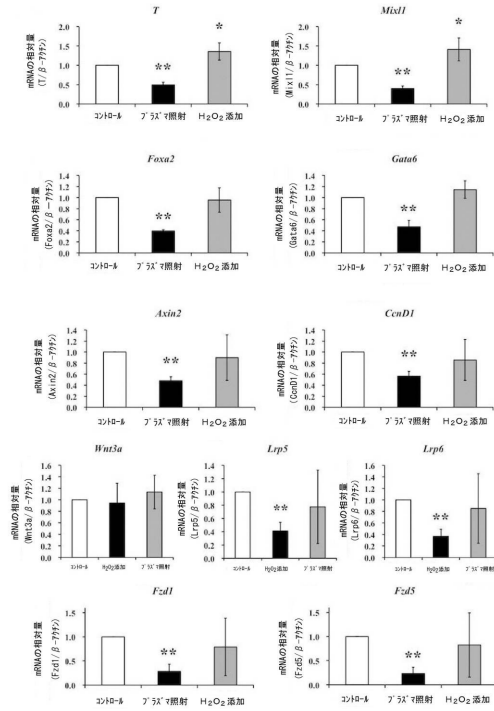 T
mRNAの相対量
(T/β-アクチン)
2.0
1.5
1.0
0.5
0.0
**
*
コントロール プラズマ照射 H₂O₂添加
Mixl1
mRNAの相対量
(Mixl1/β-アクチン)
2.0
1.5
1.0
0.5
0.0
**
*
コントロール プラズマ照射 H₂O₂添加
Foxa2
mRNAの相対量
(Foxa2/β-アクチン)
1.4
1.2
1.0
0.8
0.6
0.4
0.2
0.0
**
コントロール プラズマ照射 H₂O₂添加
Gata6
mRNAの相対量
(Gata6/β-アクチン)
1.4
1.2
1.0
0.8
0.6
0.4
0.2
0.0
**
コントロール プラズマ照射 H₂O₂添加
Axin2
mRNAの相対量
(Axin2/β-アクチン)
1.4
1.2
1.0
0.8
0.6
0.4
0.2
0.0
**
コントロール プラズマ照射 H₂O₂添加
CcnD1
mRNAの相対量
(CcnD1/β-アクチン)
1.4
1.2
1.0
0.8
0.6
0.4
0.2
0.0
**
コントロール プラズマ照射 H₂O₂添加
Wnt3a
mRNAの相対量
(Wnt3a/β-アクチン)
1.6
1.4
1.2
1.0
0.8
0.6
0.4
0.2
0.0
コントロール H₂O₂添加 プラズマ照射
Lrp5
mRNAの相対量
(Lrp5/β-アクチン)
1.4
1.2
1.0
0.8
0.6
0.4
0.2
0.0
**
コントロール H₂O₂添加 プラズマ照射
Lrp6
mRNAの相対量
(Lrp6/β-アクチン)
1.6
1.4
1.2
1.0
0.8
0.6
0.4
0.2
0.0
**
コントロール H₂O₂添加 プラズマ照射
Fzd1
mRNAの相対量
(Fzd1/β-アクチン)
1.5
1.0
0.5
0.0
**
コントロール プラズマ照射 H₂O₂添加
Fzd5
mRNAの相対量
(Fzd5/β-アクチン)
1.5
1.0
0.5
0.0
**
コントロール プラズマ照射 H₂O₂添加